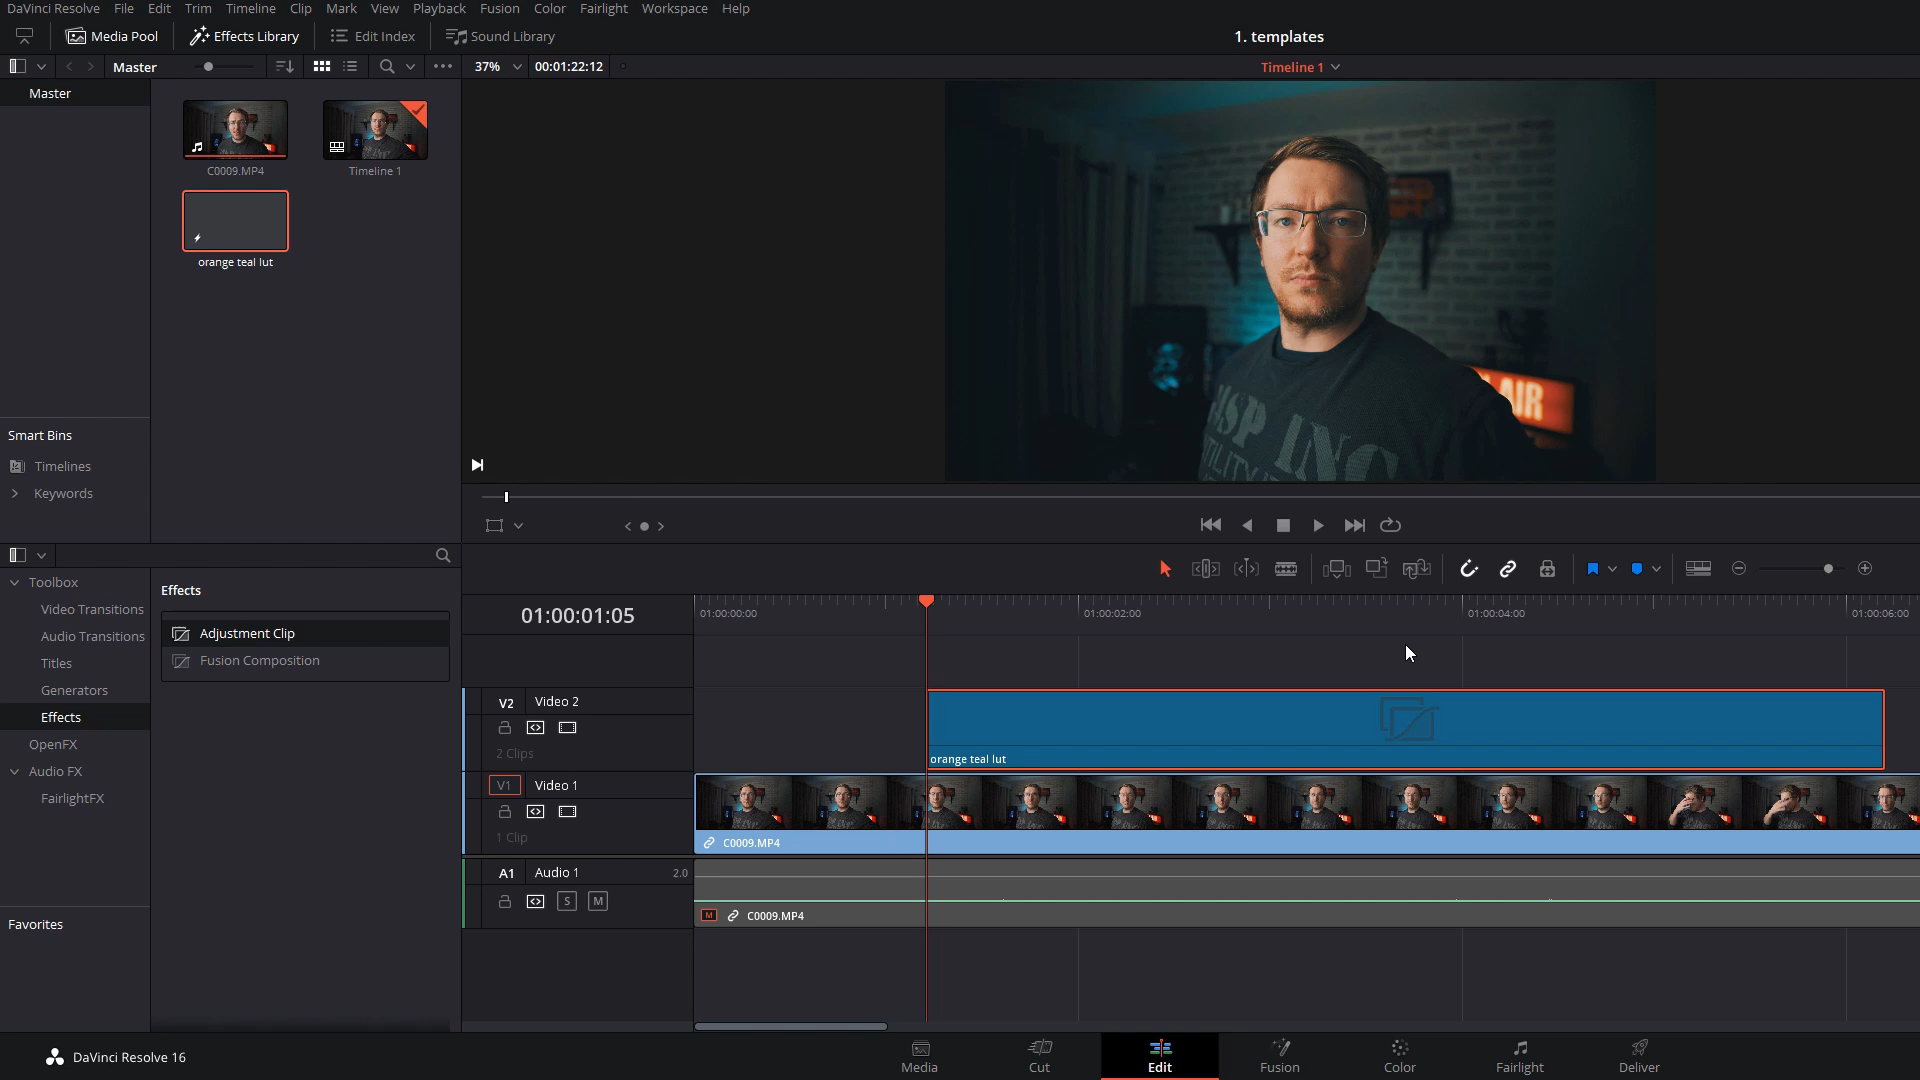 DaVinci Resolve File Edit Trim Timeline Clip Mark View Playback Fusion Color Fairlight Workspace Help
Media Pool Effects Library Edit Index Sound Library 1. templates
Master 37% 00:01:22:12 Timeline 1
Master
C0009.MP4 Timeline 1
orange teal lut
AIR
Smart Bins
Timelines
Keywords
Toolbox
Video Transitions
Audio Transitions
Titles
Generators
Effects
OpenFX
Audio FX
FairlightFX
Favorites
Effects
Adjustment Clip
Fusion Composition
01:00:01:05
01:00:00:00 01:00:02:00 01:00:04:00 01:00:06:00
V2 Video 2
2 Clips
orange teal lut
V1 Video 1
1 Clip
C0009.MP4
A1 Audio 1 2.0
S M
M C0009.MP4
DaVinci Resolve 16
Media Cut Edit Fusion Color Fairlight Deliver